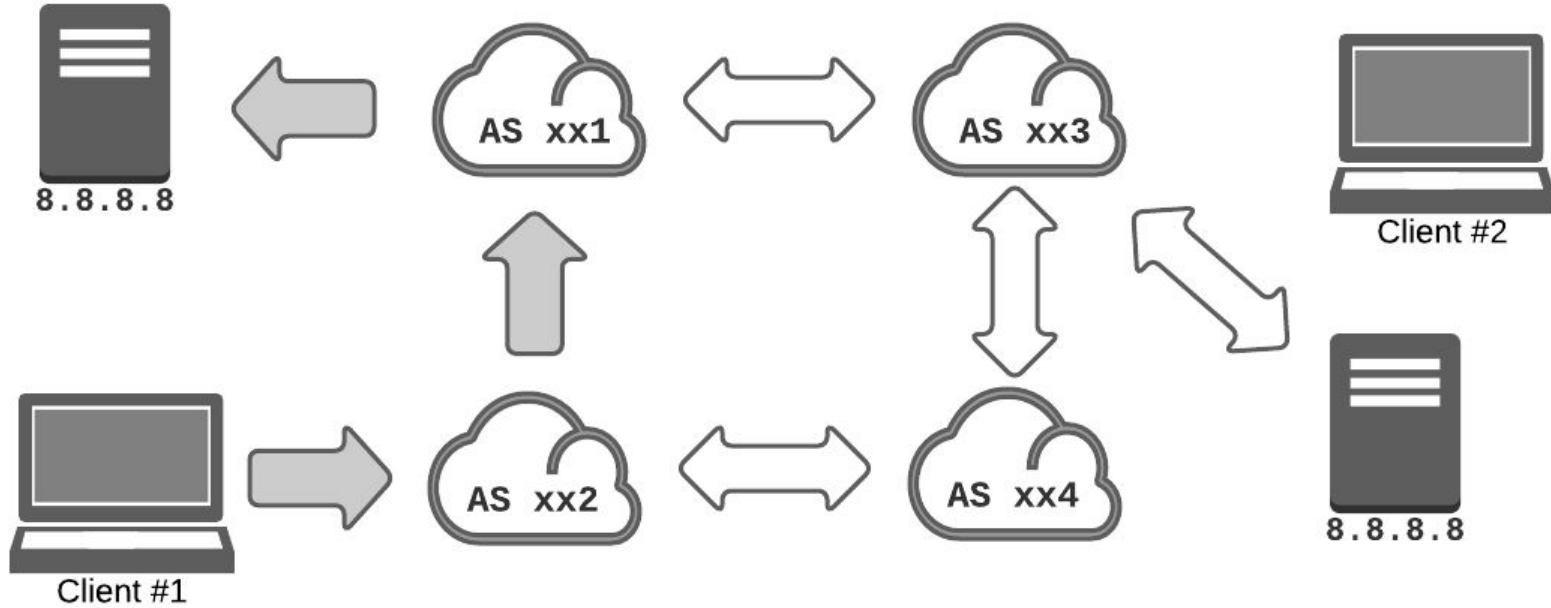 AS xx1
AS xx3
8.8.8.8
Client #2
AS xx2
AS xx4
8.8.8.8
Client #1